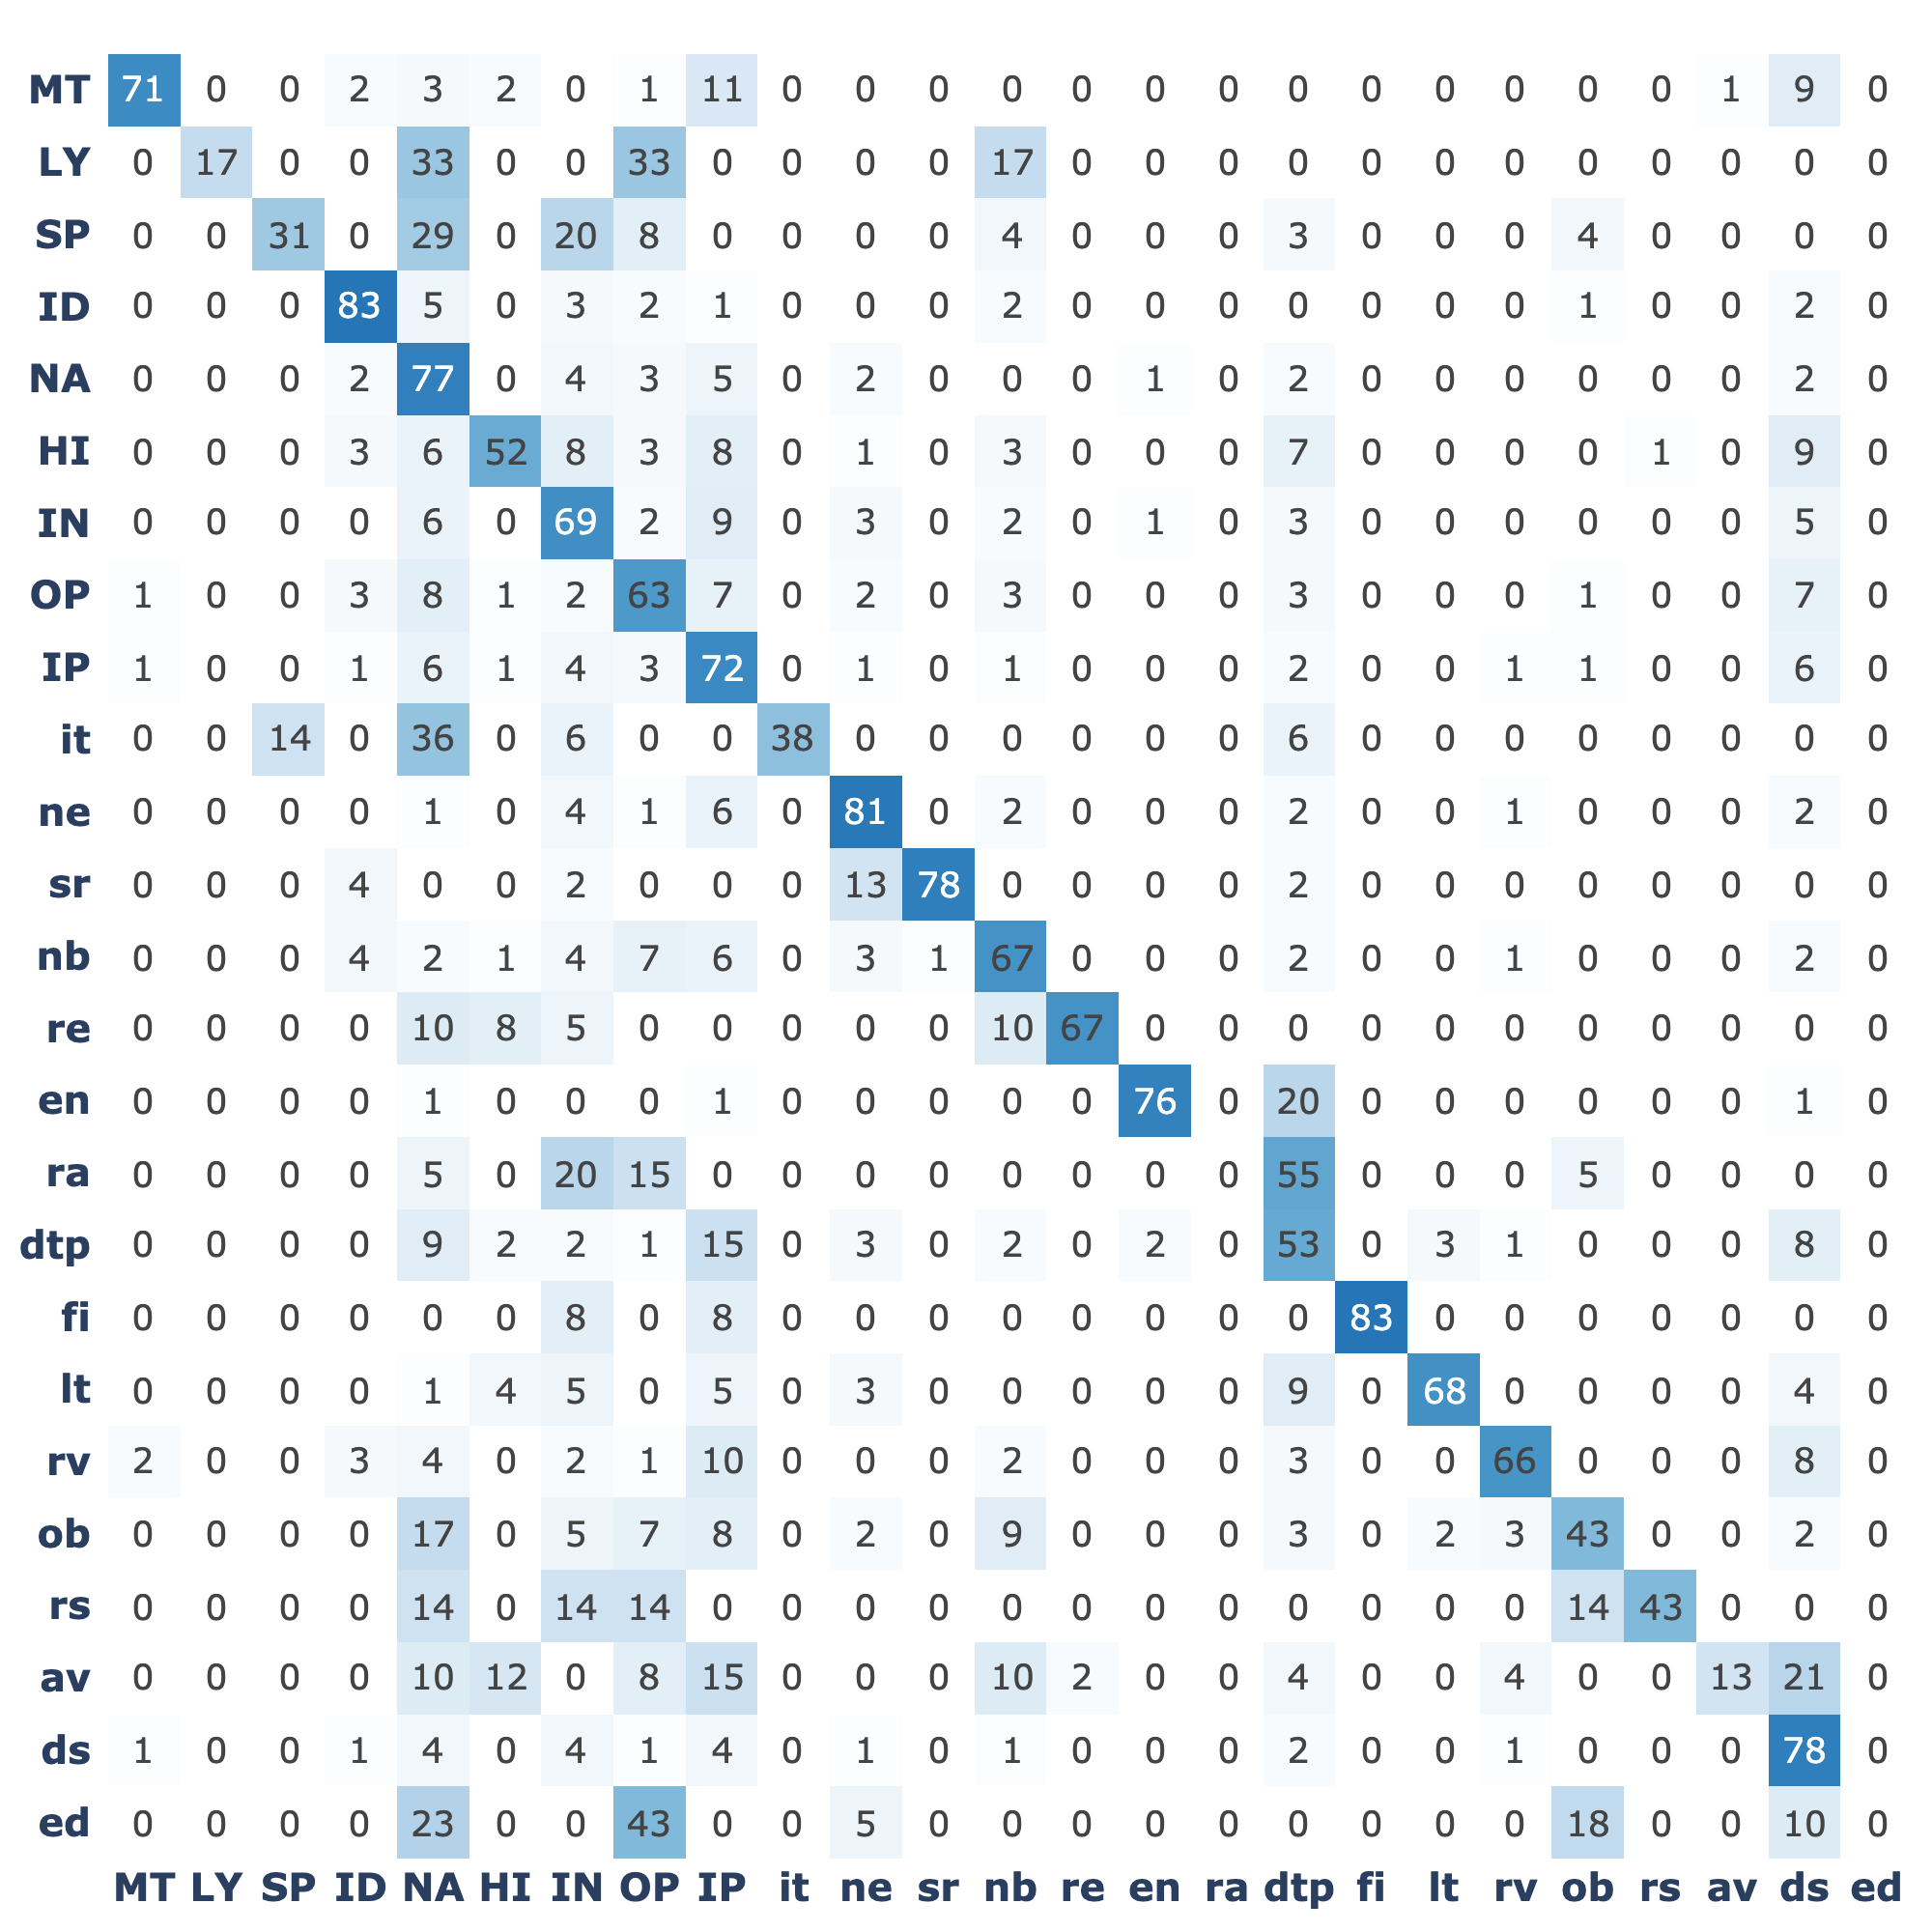 MT 71 0 0 2 3 2 0 1 11 0 0 0 0 0 0 0 0 0 0 0 0 0 1 9 0
LY 0 17 0 0 33 0 0 33 0 0 0 0 17 0 0 0 0 0 0 0 0 0 0 0 0
SP 0 0 31 0 29 0 20 8 0 0 0 0 4 0 0 0 3 0 0 0 4 0 0 0 0
ID 0 0 0 83 5 0 3 2 1 0 0 0 2 0 0 0 0 0 0 0 1 0 0 2 0
NA 0 0 0 2 77 0 4 3 5 0 2 0 0 0 1 0 2 0 0 0 0 0 0 2 0
HI 0 0 0 3 6 52 8 3 8 0 1 0 3 0 0 0 7 0 0 0 0 1 0 9 0
IN 0 0 0 0 6 0 69 2 9 0 3 0 2 0 1 0 3 0 0 0 0 0 0 5 0
OP 1 0 0 3 8 1 2 63 7 0 2 0 3 0 0 0 3 0 0 0 1 0 0 7 0
IP 1 0 0 1 6 1 4 3 72 0 1 0 1 0 0 0 2 0 0 1 1 0 0 6 0
it 0 0 14 0 36 0 6 0 0 38 0 0 0 0 0 0 6 0 0 0 0 0 0 0 0
ne 0 0 0 0 1 0 4 1 6 0 81 0 2 0 0 0 2 0 0 1 0 0 0 2 0
sr 0 0 0 4 0 0 2 0 0 0 13 78 0 0 0 0 2 0 0 0 0 0 0 0 0
nb 0 0 0 4 2 1 4 7 6 0 3 1 67 0 0 0 2 0 0 1 0 0 0 2 0
re 0 0 0 0 10 8 5 0 0 0 0 0 10 67 0 0 0 0 0 0 0 0 0 0 0
en 0 0 0 0 1 0 0 0 1 0 0 0 0 0 76 0 20 0 0 0 0 0 0 1 0
ra 0 0 0 0 5 0 20 15 0 0 0 0 0 0 0 0 55 0 0 0 5 0 0 0 0
dtp 0 0 0 0 9 2 2 1 15 0 3 0 2 0 2 0 53 0 3 1 0 0 0 8 0
fi 0 0 0 0 0 0 8 0 8 0 0 0 0 0 0 0 0 83 0 0 0 0 0 0 0
lt 0 0 0 0 1 4 5 0 5 0 3 0 0 0 0 0 9 0 68 0 0 0 0 4 0
rv 2 0 0 3 4 0 2 1 10 0 0 0 2 0 0 0 3 0 0 66 0 0 0 8 0
ob 0 0 0 0 17 0 5 7 8 0 2 0 9 0 0 0 3 0 2 3 43 0 0 2 0
rs 0 0 0 0 14 0 14 14 0 0 0 0 0 0 0 0 0 0 0 0 14 43 0 0 0
av 0 0 0 0 10 12 0 8 15 0 0 0 10 2 0 0 4 0 0 4 0 0 13 21 0
ds 1 0 0 1 4 0 4 1 4 0 1 0 1 0 0 0 2 0 0 1 0 0 0 78 0
ed 0 0 0 0 23 0 0 43 0 0 5 0 0 0 0 0 0 0 0 0 18 0 0 10 0
MT LY SP ID NA HI IN OP IP it ne sr nb re en ra dtp fi lt rv ob rs av ds ed